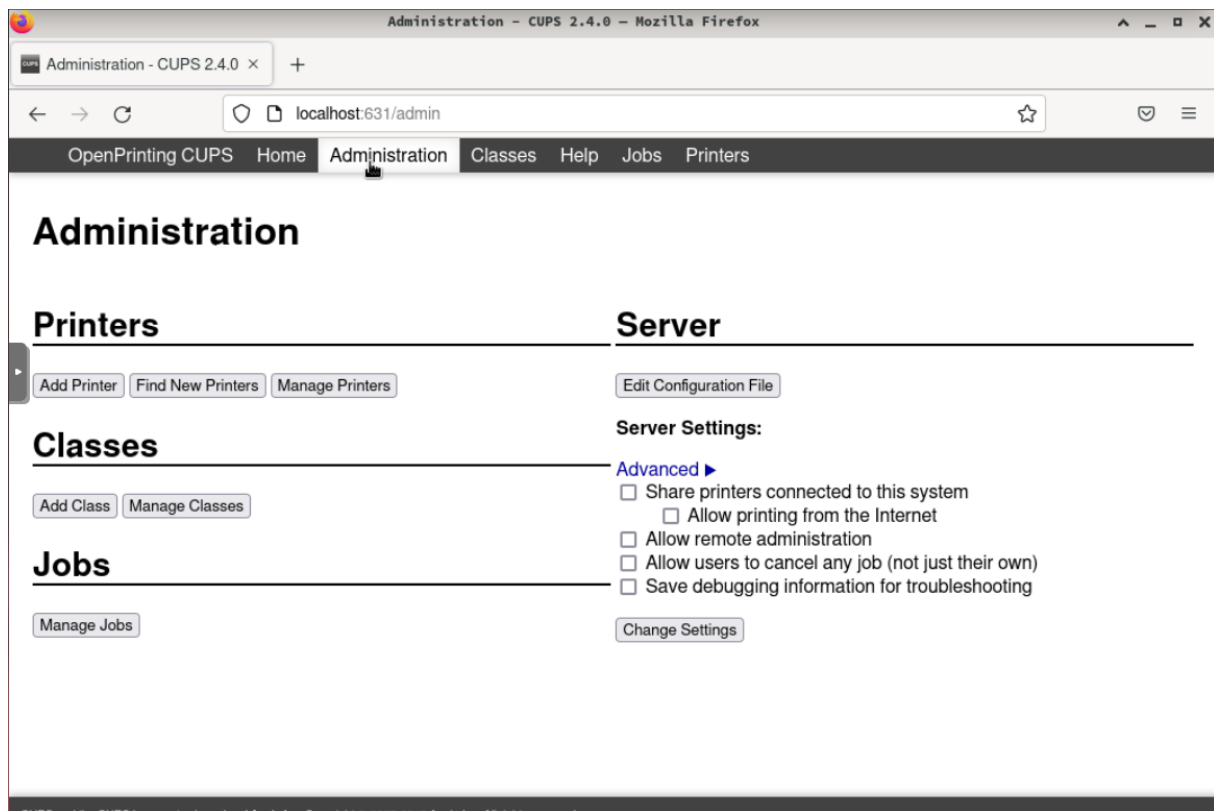 Administration – CUPS 2.4.0 — Mozilla Firefox
CUPS
Administration - CUPS 2.4.0
localhost:631/admin
OpenPrinting CUPS Home Administration Classes Help Jobs Printers
Administration
Printers
Add Printer Find New Printers Manage Printers
Classes
Add Class Manage Classes
Jobs
Manage Jobs
Server
Edit Configuration File
Server Settings:
Advanced ▶
Share printers connected to this system
Allow printing from the Internet
Allow remote administration
Allow users to cancel any job (not just their own)
Save debugging information for troubleshooting
Change Settings